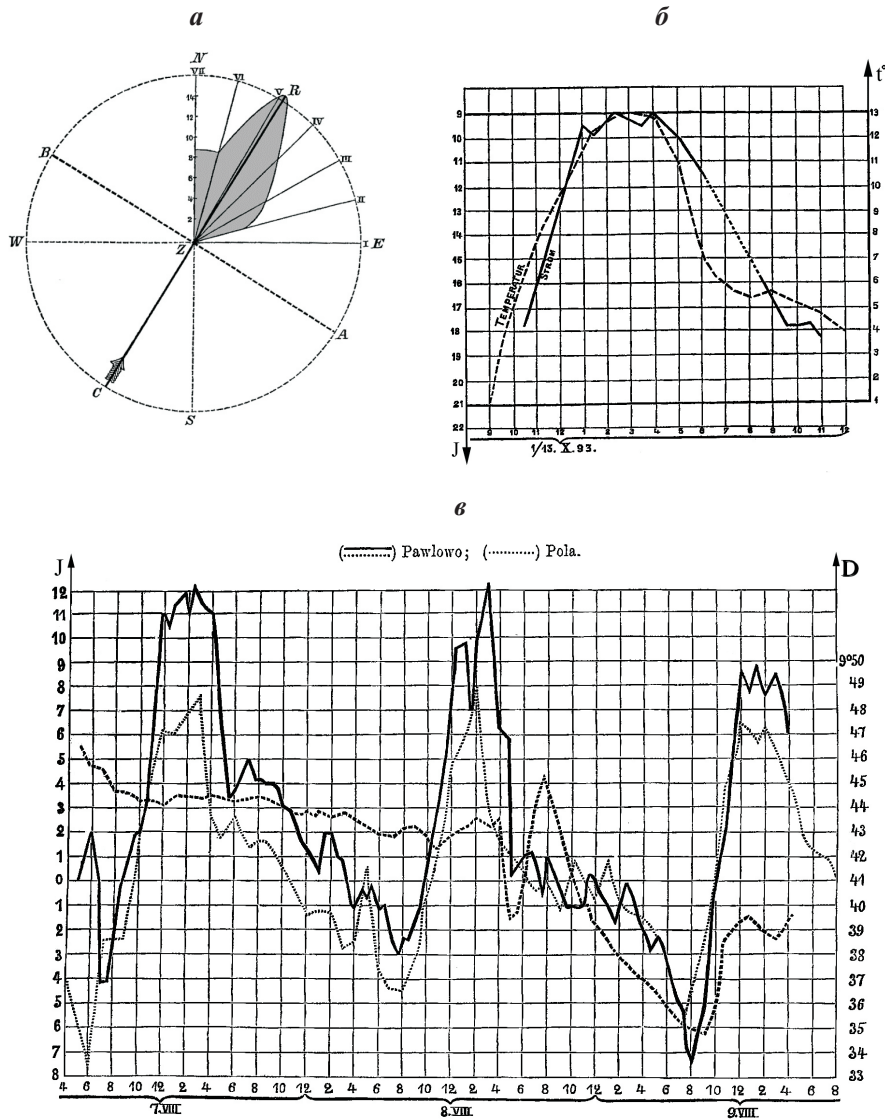 а
N
VII VI V R
14
12 IV
10
B 8 III
6
4 II
2
W Z I E
A
C
S
б
t°
9 13
10 12
11 11
12 10
13 9
14 8
15 7
16 6
17 5
18 4
19 3
20 2
21 1
22
TEMPERATUR
STROM
9 10 11 12 1 2 3 4 5 6 7 8 9 10 11 12
J
1/13. X. 93.
в
Pawlowo; Pola.
J D
12
11
10
9 9°50
8 49
7 48
6 47
5 46
4 45
3 44
2 43
1 42
0 41
1 40
2 39
3 38
4 37
5 36
6 35
7 34
8 33
4 6 8 10 12 2 4 6 8 10 12 2 4 6 8 10 12 2 4 6 8 10 12 2 4 6 8 10 12 2 4 6 8
7.VIII. 8.VIII. 9.VIII.